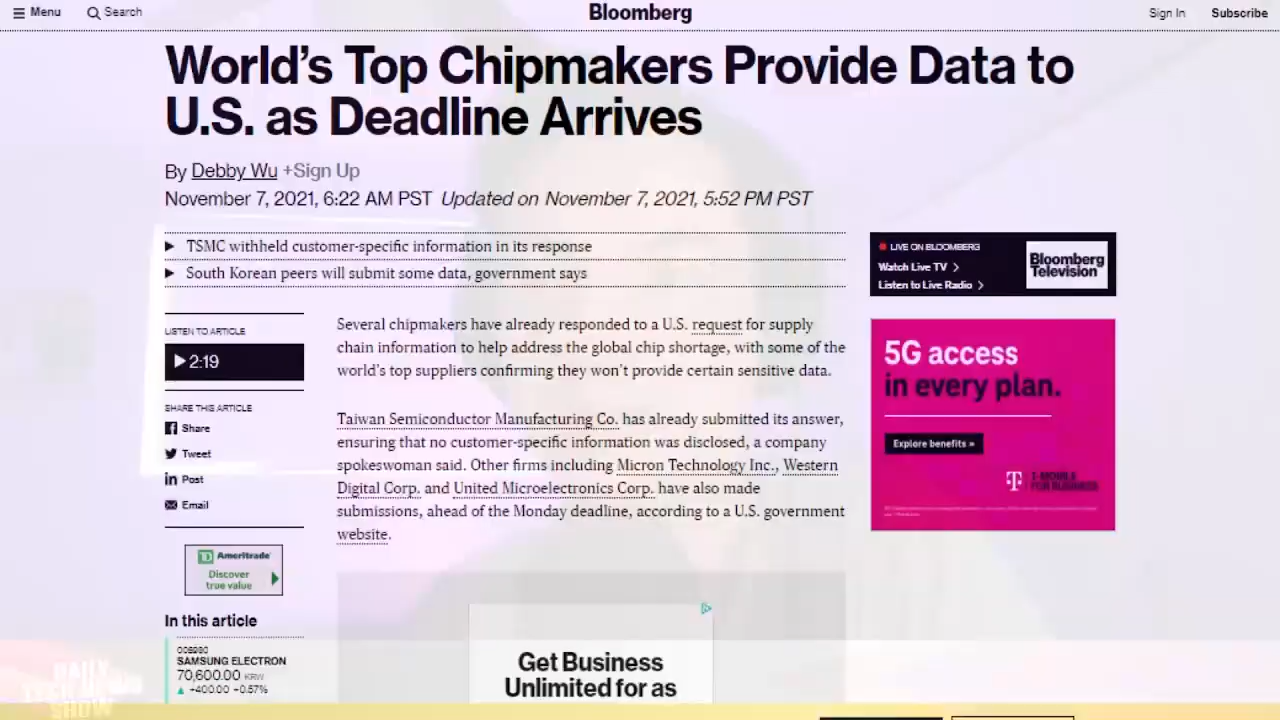 Menu
Search
Bloomberg
Sign In
Subscribe
World's Top Chipmakers Provide Data to
U.S. as Deadline Arrives
By Debby Wu +Sign Up
November 7, 2021, 6:22 AM PST Updated on November 7, 2021, 5:52 PM PST
TSMC withheld customer-specific information in its response
South Korean peers will submit some data, government says
LISTEN TO ARTICLE
2:19
SHARE THIS ARTICLE
Share
Tweet
Post
Email
Ameritrade
Discover
true value
In this article
SAMSUNG ELECTRON
70,600.00 KRW
+400.00 +0.57%
Several chipmakers have already responded to a U.S. request for supply
chain information to help address the global chip shortage, with some of the
world's top suppliers confirming they won't provide certain sensitive data.
Taiwan Semiconductor Manufacturing Co. has already submitted its answer,
ensuring that no customer-specific information was disclosed, a company
spokeswoman said. Other firms including Micron Technology Inc., Western
Digital Corp. and United Microelectronics Corp. have also made
submissions, ahead of the Monday deadline, according to a U.S. government
website.
Get Business
Unlimited for as
LIVE ON BLOOMBERG
Watch Live TV
Listen to Live Radio
Bloomberg
Television
5G access
in every plan.
Explore benefits »
T-MOBILE
FOR BUSINESS
DAILY
TECH NEWS
SHOW